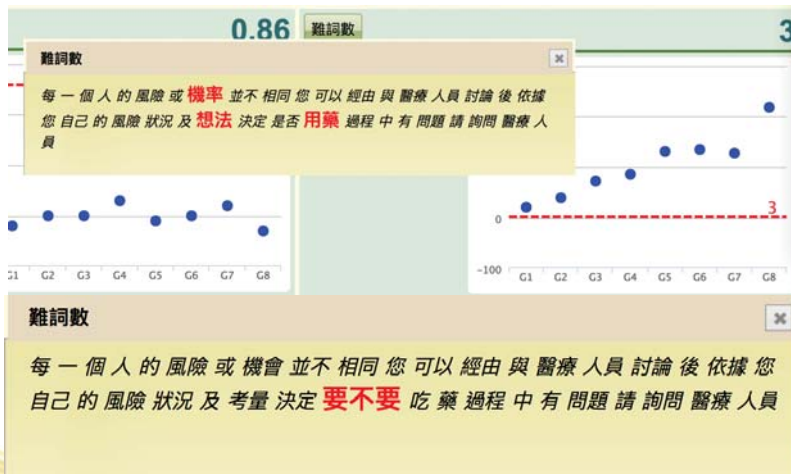 0.86
難詞數
3
難詞數
每 一 個 人 的 風險 或 機率 並不 相同 您 可以 經由 與 醫療 人員 討論 後 依據
您 自己 的 風險 狀況 及 想法 決定 是否 用藥 過程 中 有 問題 請 詢問 醫療 人
員
3
0
-100
G1 G2 G3 G4 G5 G6 G7 G8
G1 G2 G3 G4 G5 G6 G7 G8
難詞數
每 一 個 人 的 風險 或 機會 並不 相同 您 可以 經由 與 醫療 人員 討論 後 依據 您
自己 的 風險 狀況 及 考量 決定 要不要 吃 藥 過程 中 有 問題 請 詢問 醫療 人員